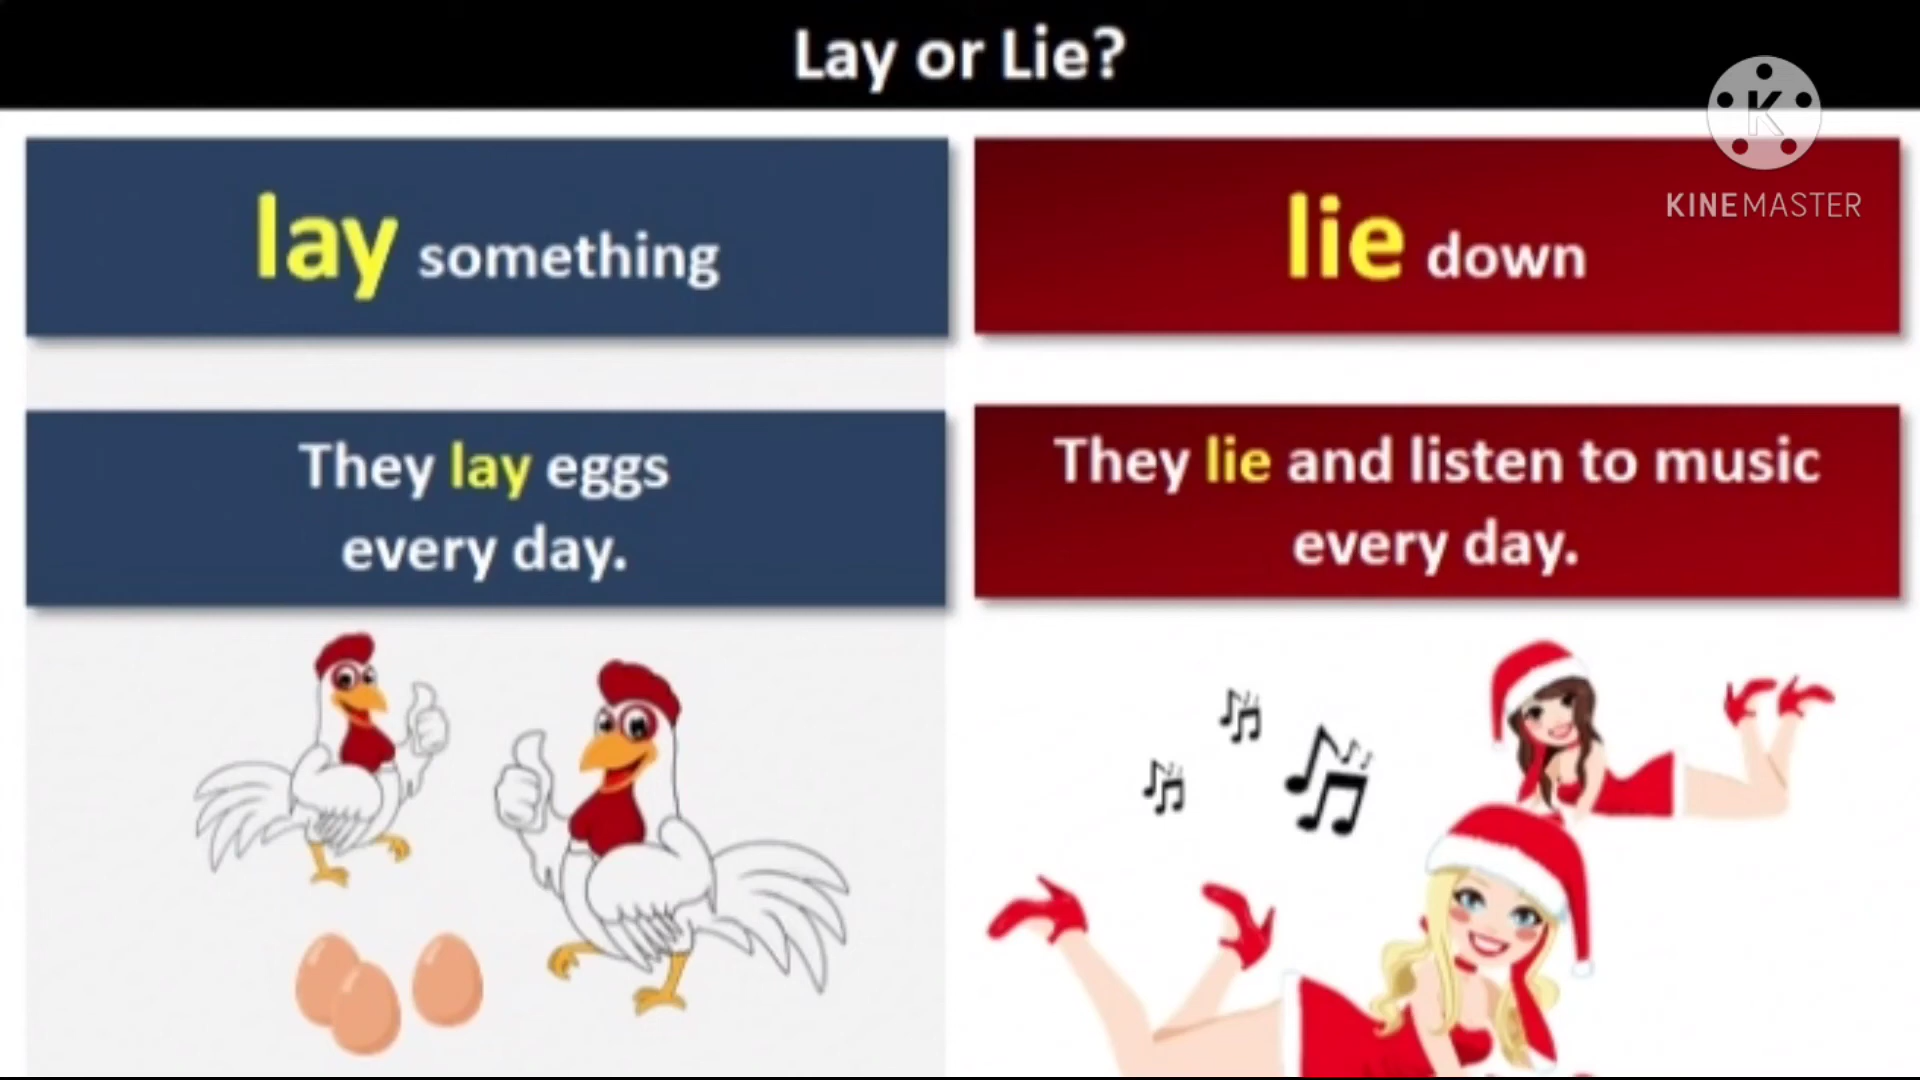 Lay or Lie?
K
KINEMASTER
lay something
lie down
They lay eggs
every day.
They lie and listen to music
every day.